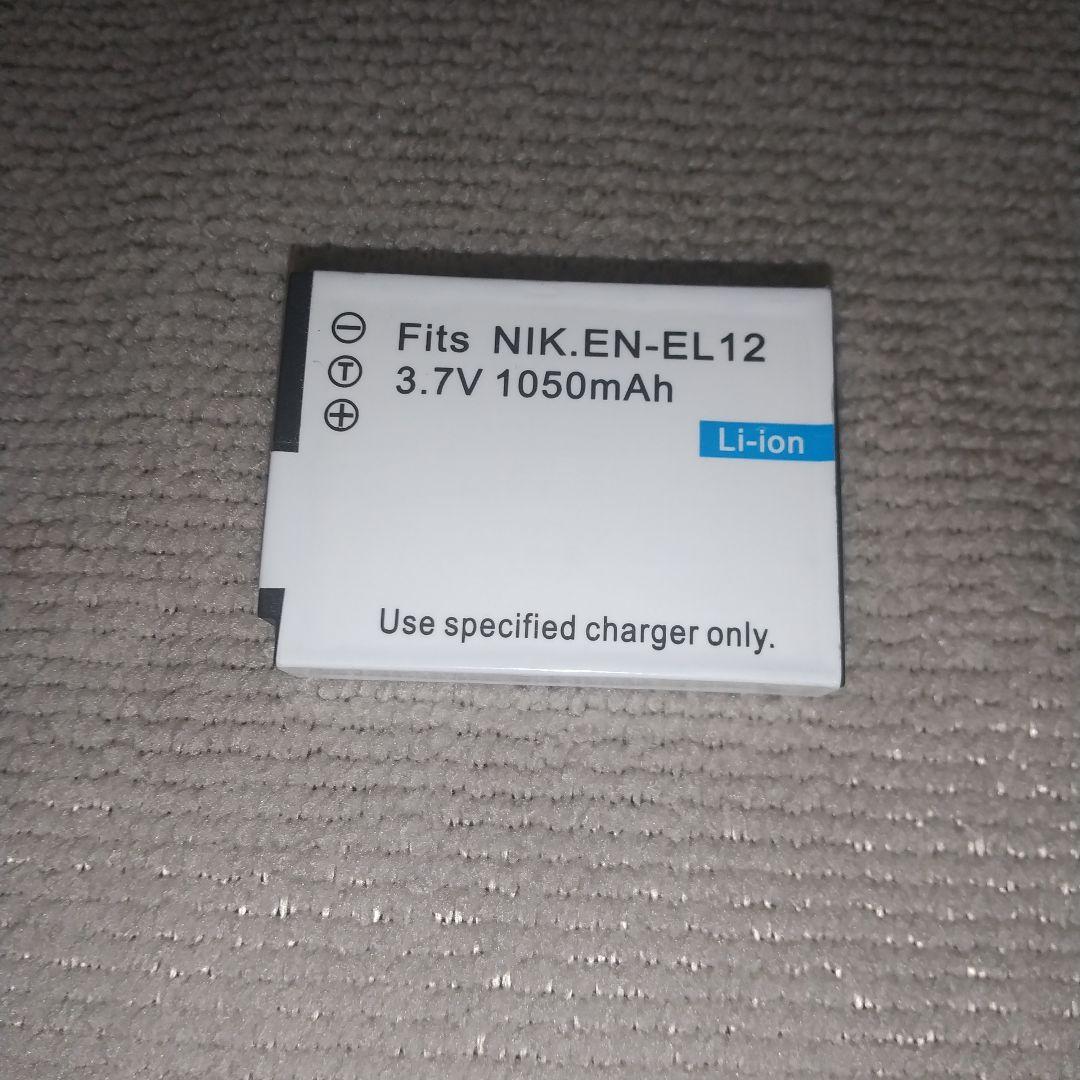 ⊖ Fits NIK.EN-EL12
Ⓣ 3.7V 1050mAh
⊕
Li-ion
Use specified charger only.